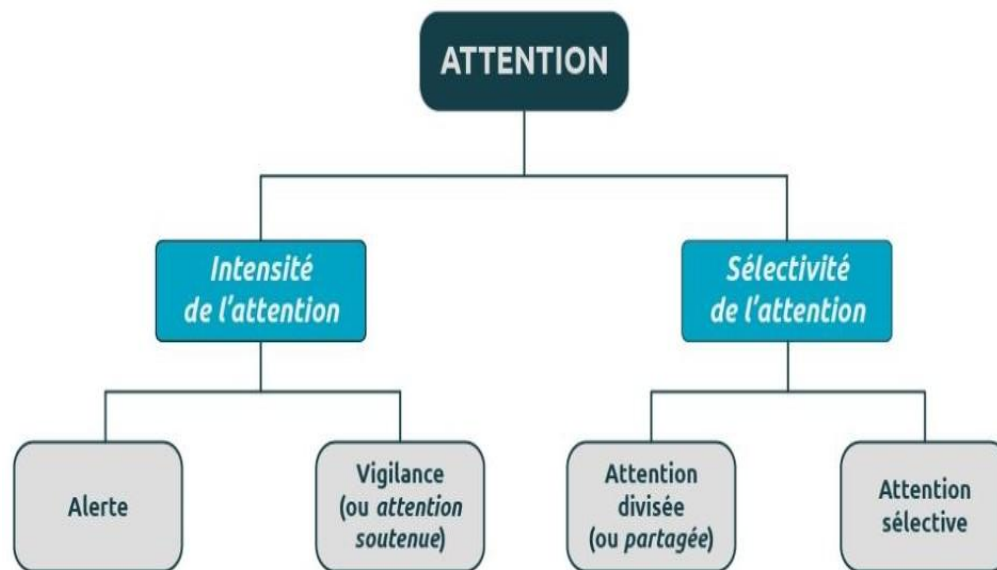 ATTENTION
Intensité
de l'attention
Sélectivité
de l'attention
Alerte
Vigilance
(ou attention
soutenue)
Attention
divisée
(ou partagée)
Attention
sélective